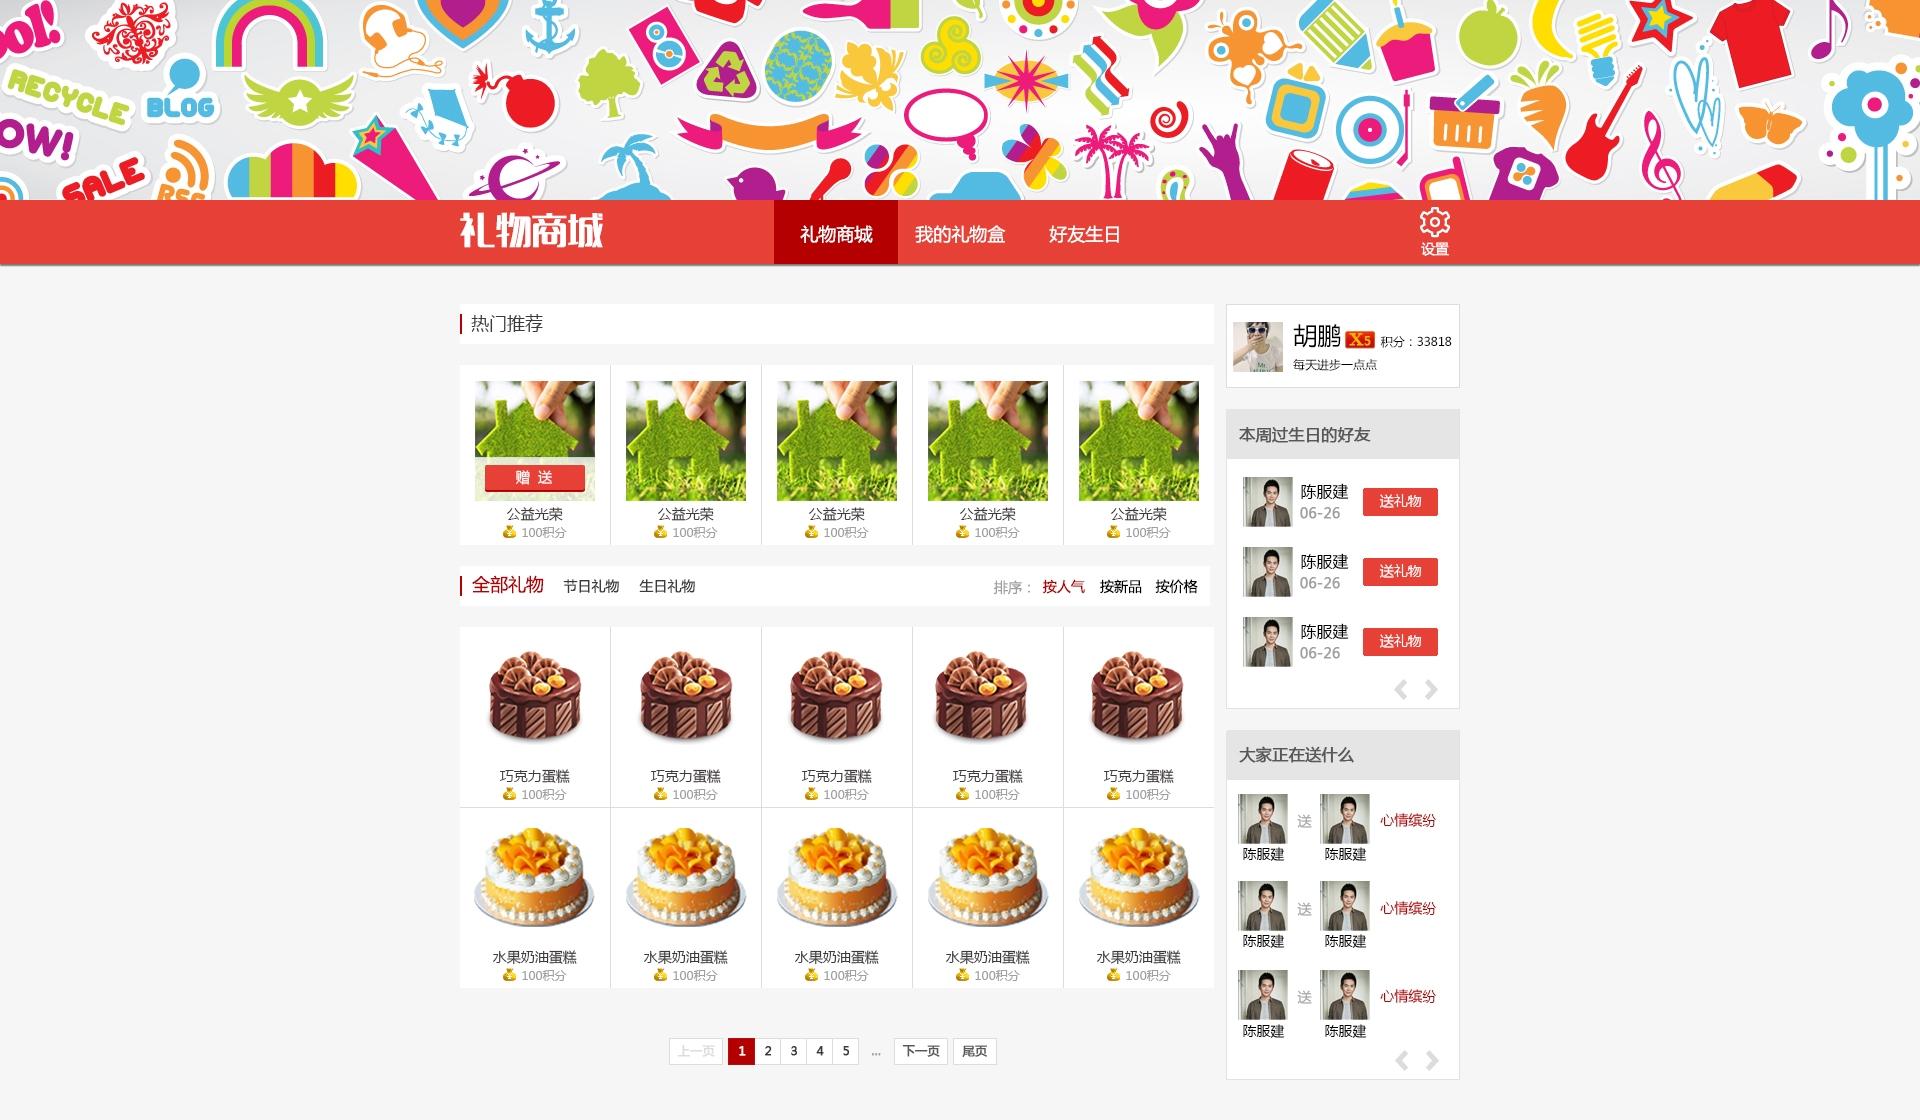 OOL!
RECYCLE
BLOG
OW!
SALE
RSS
礼物商城
礼物商城 我的礼物盒 好友生日
设置
热门推荐
赠 送
公益光荣 公益光荣 公益光荣 公益光荣 公益光荣
100积分 100积分 100积分 100积分 100积分
全部礼物 节日礼物 生日礼物 排序： 按人气 按新品 按价格
巧克力蛋糕 巧克力蛋糕 巧克力蛋糕 巧克力蛋糕 巧克力蛋糕
100积分 100积分 100积分 100积分 100积分
水果奶油蛋糕 水果奶油蛋糕 水果奶油蛋糕 水果奶油蛋糕 水果奶油蛋糕
100积分 100积分 100积分 100积分 100积分
上一页 1 2 3 4 5 ... 下一页 尾页
胡鹏 X5 积分：33818
每天进步一点点
本周过生日的好友
陈服建 送礼物
06-26
陈服建 送礼物
06-26
陈服建 送礼物
06-26
大家正在送什么
送 心情缤纷
陈服建 陈服建
送 心情缤纷
陈服建 陈服建
送 心情缤纷
陈服建 陈服建